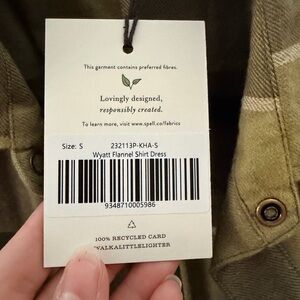 This garment contains preferred fibres.
Lovingly designed,
responsibly created.
To learn more, visit www.spell.co/fabrics
Size: S 232113P-KHA-S
Wyatt Flannel Shirt Dress
9348710005986
100% RECYCLED CARD
#WALKALITTLELIGHTER